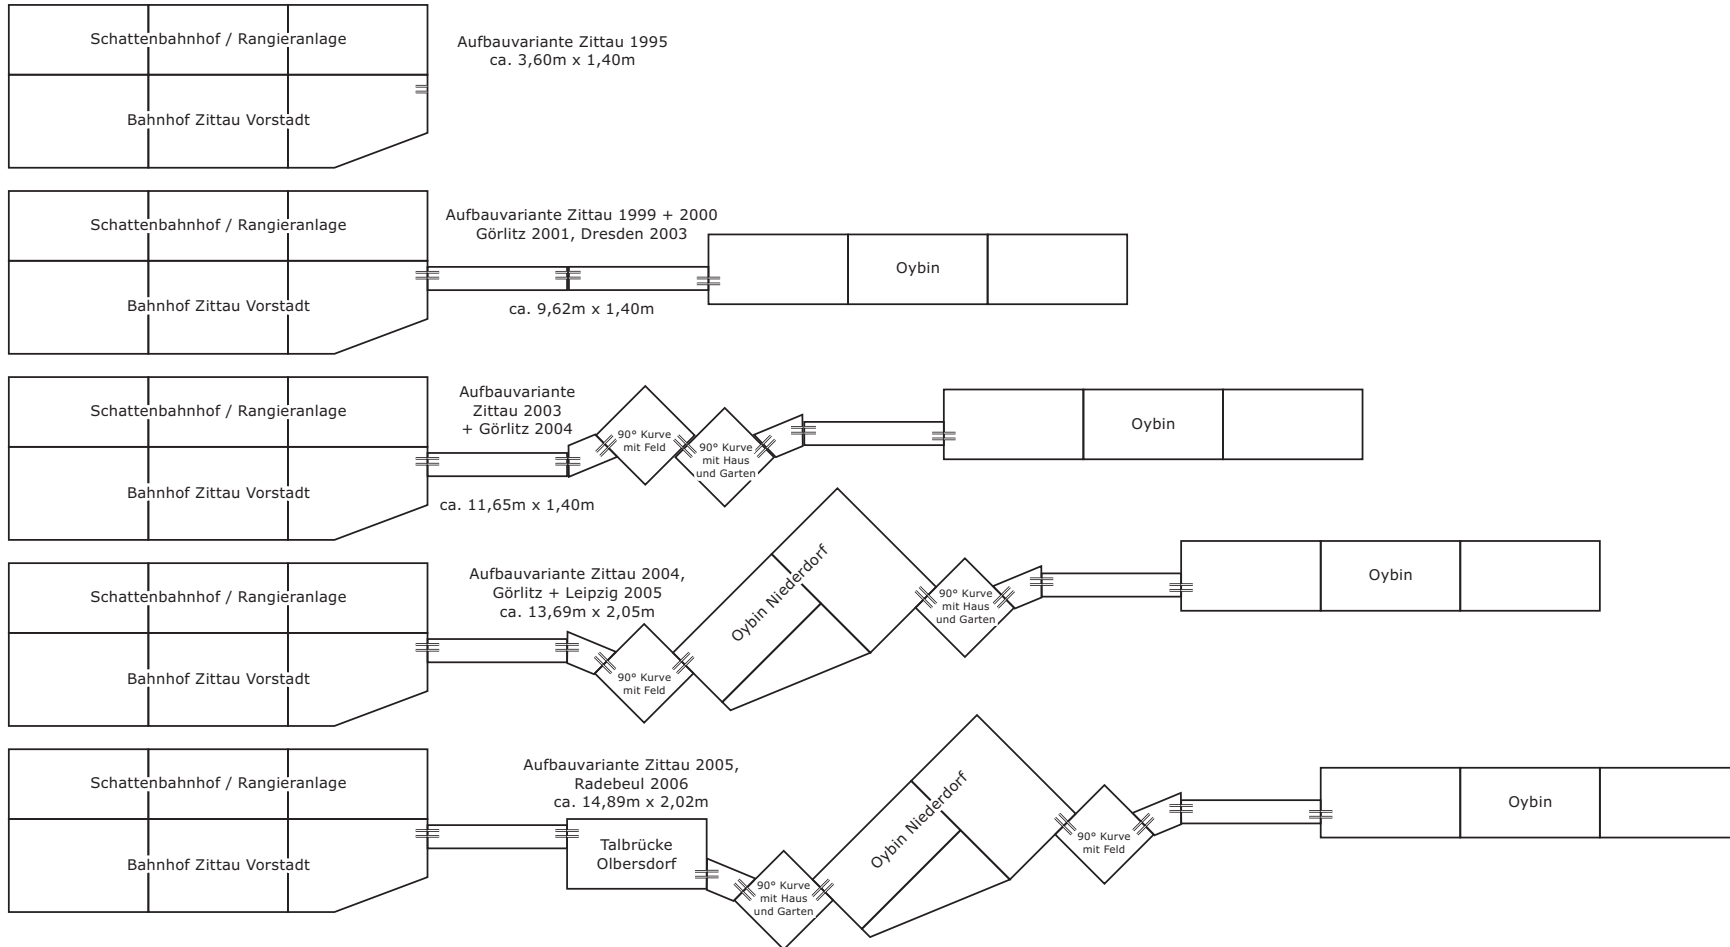 Schattenbahnhof / Rangieranlage
Aufbauvariante Zittau 1995
ca. 3,60m x 1,40m
Bahnhof Zittau Vorstadt
Schattenbahnhof / Rangieranlage
Aufbauvariante Zittau 1999 + 2000
Görlitz 2001, Dresden 2003
Oybin
Bahnhof Zittau Vorstadt
ca. 9,62m x 1,40m
Schattenbahnhof / Rangieranlage
Aufbauvariante
Zittau 2003
+ Görlitz 2004
90° Kurve
mit Feld
90° Kurve
mit Haus
und Garten
Oybin
Bahnhof Zittau Vorstadt
ca. 11,65m x 1,40m
Schattenbahnhof / Rangieranlage
Aufbauvariante Zittau 2004,
Görlitz + Leipzig 2005
ca. 13,69m x 2,05m
Oybin Niederdorf
90° Kurve
mit Haus
und Garten
Oybin
Bahnhof Zittau Vorstadt
90° Kurve
mit Feld
Schattenbahnhof / Rangieranlage
Aufbauvariante Zittau 2005,
Radebeul 2006
ca. 14,89m x 2,02m
Oybin Niederdorf
Oybin
Bahnhof Zittau Vorstadt
Talbrücke
Olbersdorf
90° Kurve
mit Feld
90° Kurve
mit Haus
und Garten